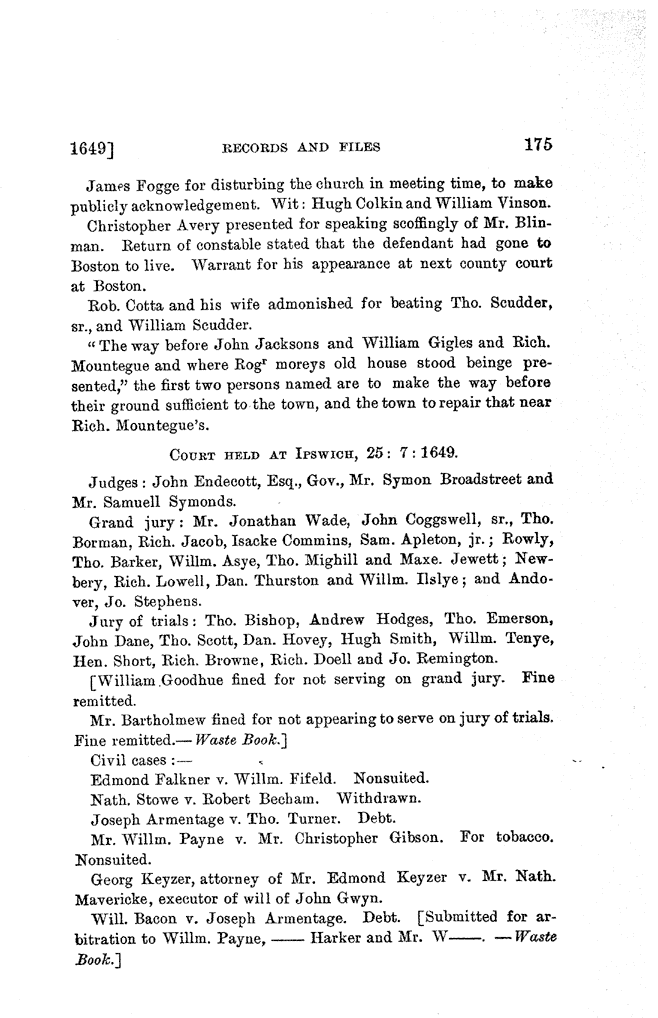 1649] RECORDS AND FILES 175
James Fogge for disturbing the church in meeting time, to make
publicly acknowledgement. Wit: Hugh Colkin and William Vinson.
Christopher Avery presented for speaking scoffingly of Mr. Blin-
man. Return of constable stated that the defendant had gone to
Boston to live. Warrant for his appearance at next county court
at Boston.
Rob. Cotta and his wife admonished for beating Tho. Scudder,
sr., and William Scudder.
“The way before John Jacksons and William Gigles and Rich.
Mountegue and where Rogʳ moreys old house stood beinge pre-
sented,” the first two persons named are to make the way before
their ground sufficient to the town, and the town to repair that near
Rich. Mountegue's.
COURT HELD AT IPSWICH, 25: 7: 1649.
Judges: John Endecott, Esq., Gov., Mr. Symon Broadstreet and
Mr. Samuell Symonds.
Grand jury: Mr. Jonathan Wade, John Coggswell, sr., Tho.
Borman, Rich. Jacob, Isacke Commins, Sam. Apleton, jr.; Rowly,
Tho. Barker, Willm. Asye, Tho. Mighill and Maxe. Jewett; New-
bery, Rich. Lowell, Dan. Thurston and Willm. Ilslye; and Ando-
ver, Jo. Stephens.
Jury of trials: Tho. Bishop, Andrew Hodges, Tho. Emerson,
John Dane, Tho. Scott, Dan. Hovey, Hugh Smith, Willm. Tenye,
Hen. Short, Rich. Browne, Rich. Doell and Jo. Remington.
[William Goodhue fined for not serving on grand jury. Fine
remitted.
Mr. Bartholmew fined for not appearing to serve on jury of trials.
Fine remitted.—Waste Book.]
Civil cases:—
Edmond Falkner v. Willm. Fifeld. Nonsuited.
Nath. Stowe v. Robert Becham. Withdrawn.
Joseph Armentage v. Tho. Turner. Debt.
Mr. Willm. Payne v. Mr. Christopher Gibson. For tobacco.
Nonsuited.
Georg Keyzer, attorney of Mr. Edmond Keyzer v. Mr. Nath.
Mavericke, executor of will of John Gwyn.
Will. Bacon v. Joseph Armentage. Debt. [Submitted for ar-
bitration to Willm. Payne, —— Harker and Mr. W——. —Waste
Book.]